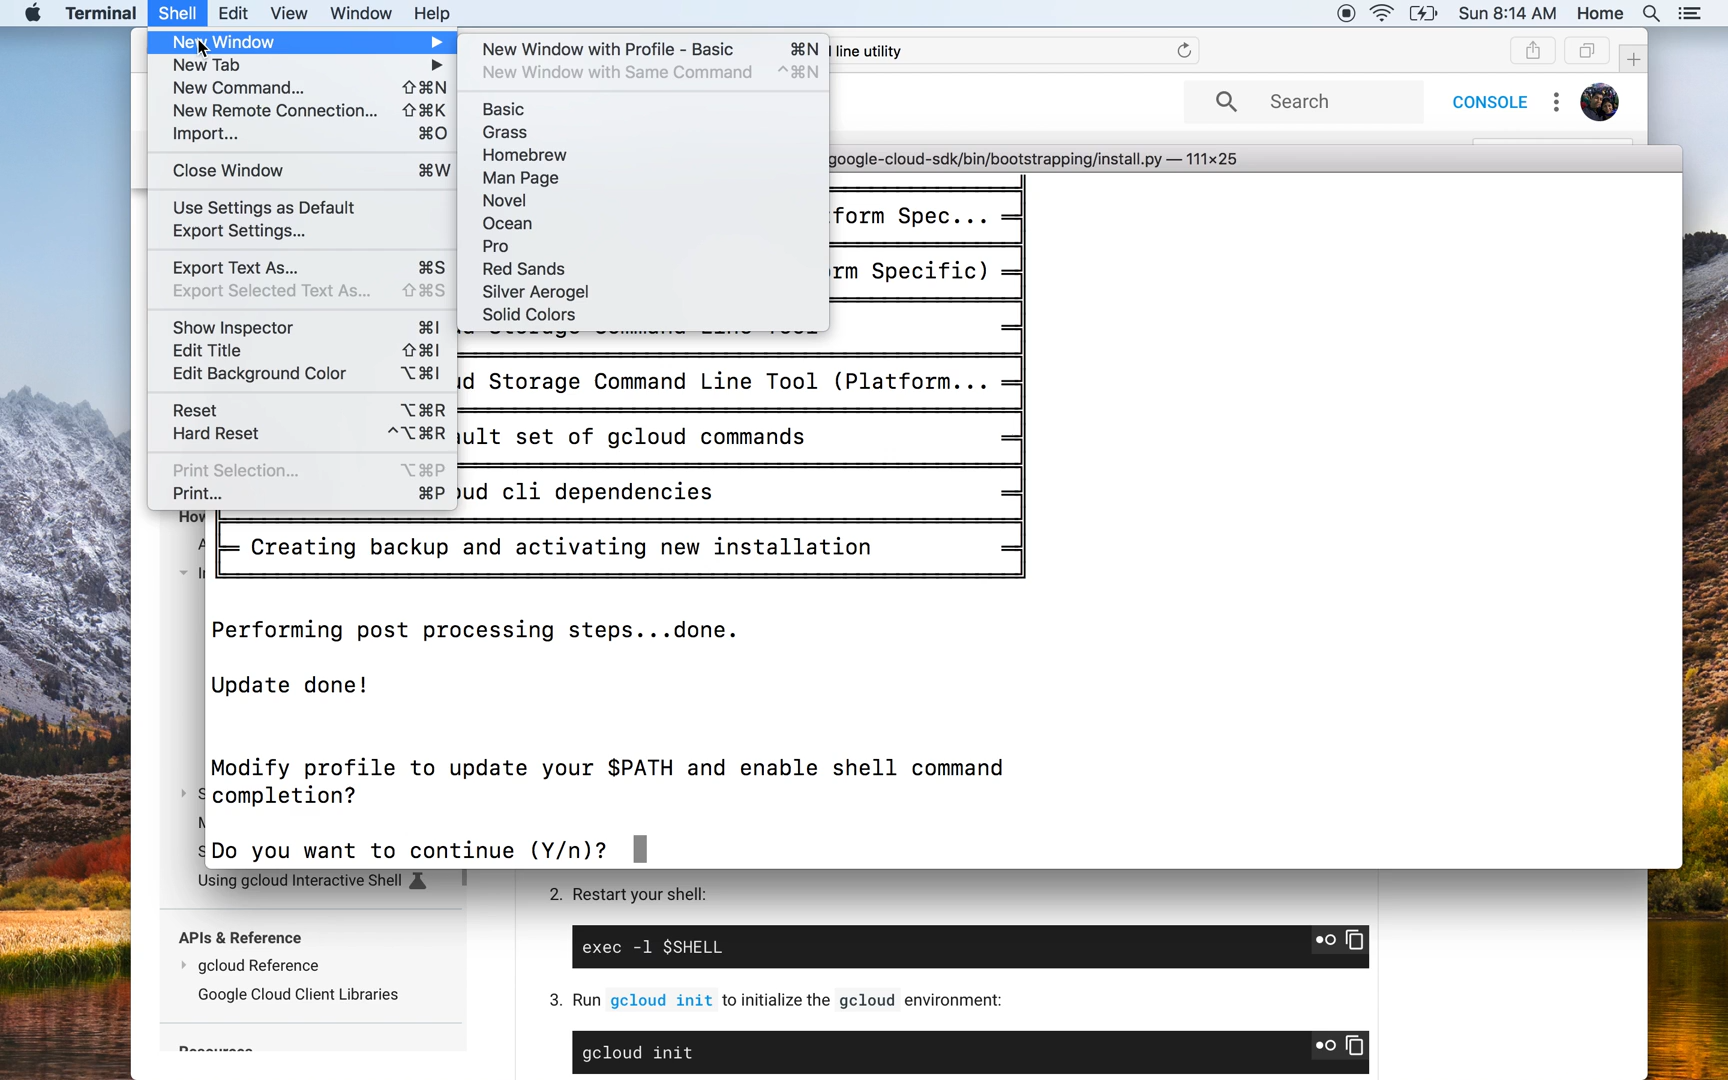 Terminal Shell Edit View Window Help Sun 8:14 AM Home
New Window ▶
New Tab ▶
New Command... ⇧⌘N
New Remote Connection... ⇧⌘K
Import... ⌘O
Close Window ⌘W
Use Settings as Default
Export Settings...
Export Text As... ⌘S
Export Selected Text As... ⇧⌘S
Show Inspector ⌘I
Edit Title ⇧⌘I
Edit Background Color ⌥⌘I
Reset ⌥⌘R
Hard Reset ^⌥⌘R
Print Selection... ⌥⌘P
Print... ⌘P
New Window with Profile - Basic ⌘N
New Window with Same Command ^⌘N
Basic
Grass
Homebrew
Man Page
Novel
Ocean
Pro
Red Sands
Silver Aerogel
Solid Colors
line utility
Search CONSOLE
google-cloud-sdk/bin/bootstrapping/install.py — 111×25
form Spec...
rm Specific)
Storage Command Line Tool
ud Storage Command Line Tool (Platform...
ault set of gcloud commands
oud cli dependencies
Creating backup and activating new installation
Performing post processing steps...done.
Update done!
Modify profile to update your $PATH and enable shell command
completion?
Do you want to continue (Y/n)?
How
Using gcloud Interactive Shell
APIs & Reference
gcloud Reference
Google Cloud Client Libraries
Resources
2. Restart your shell:
exec -l $SHELL
3. Run gcloud init to initialize the gcloud environment:
gcloud init